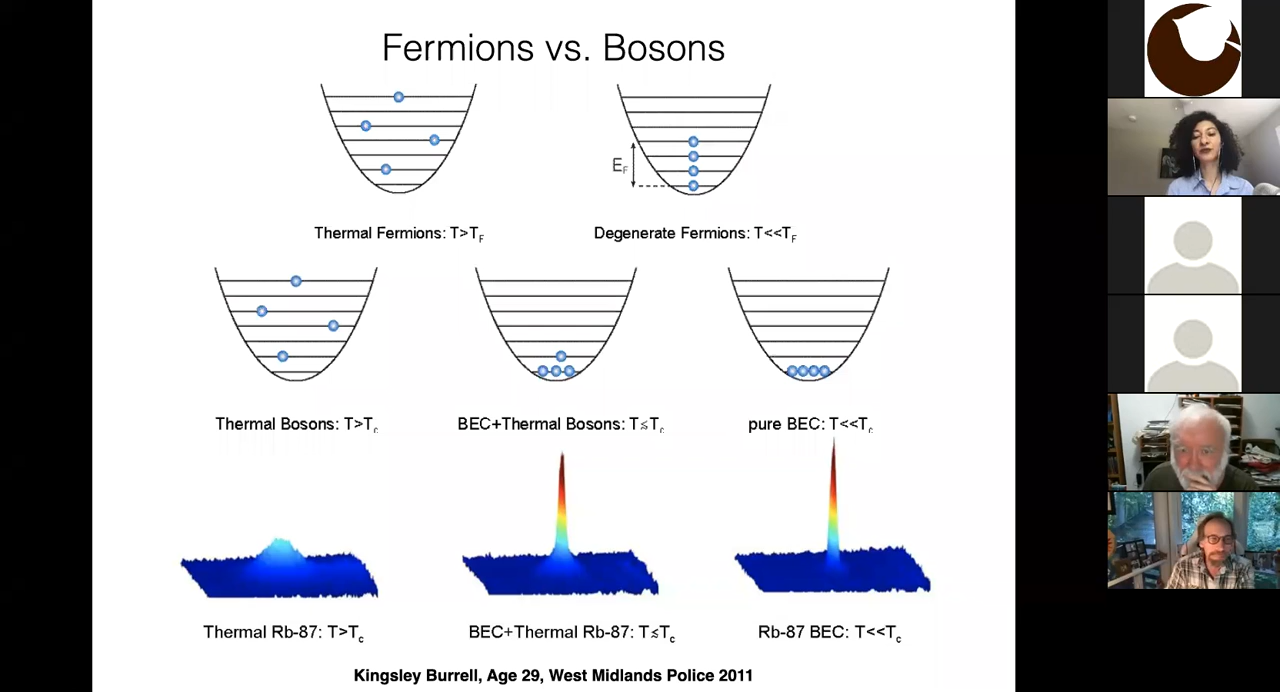 Fermions vs. Bosons
E_F
Thermal Fermions: T>T_F
Degenerate Fermions: T<<T_F
Thermal Bosons: T>T_c
BEC+Thermal Bosons: T≲T_c
pure BEC: T<<T_c
Thermal Rb-87: T>T_c
BEC+Thermal Rb-87: T≲T_c
Rb-87 BEC: T<<T_c
Kingsley Burrell, Age 29, West Midlands Police 2011